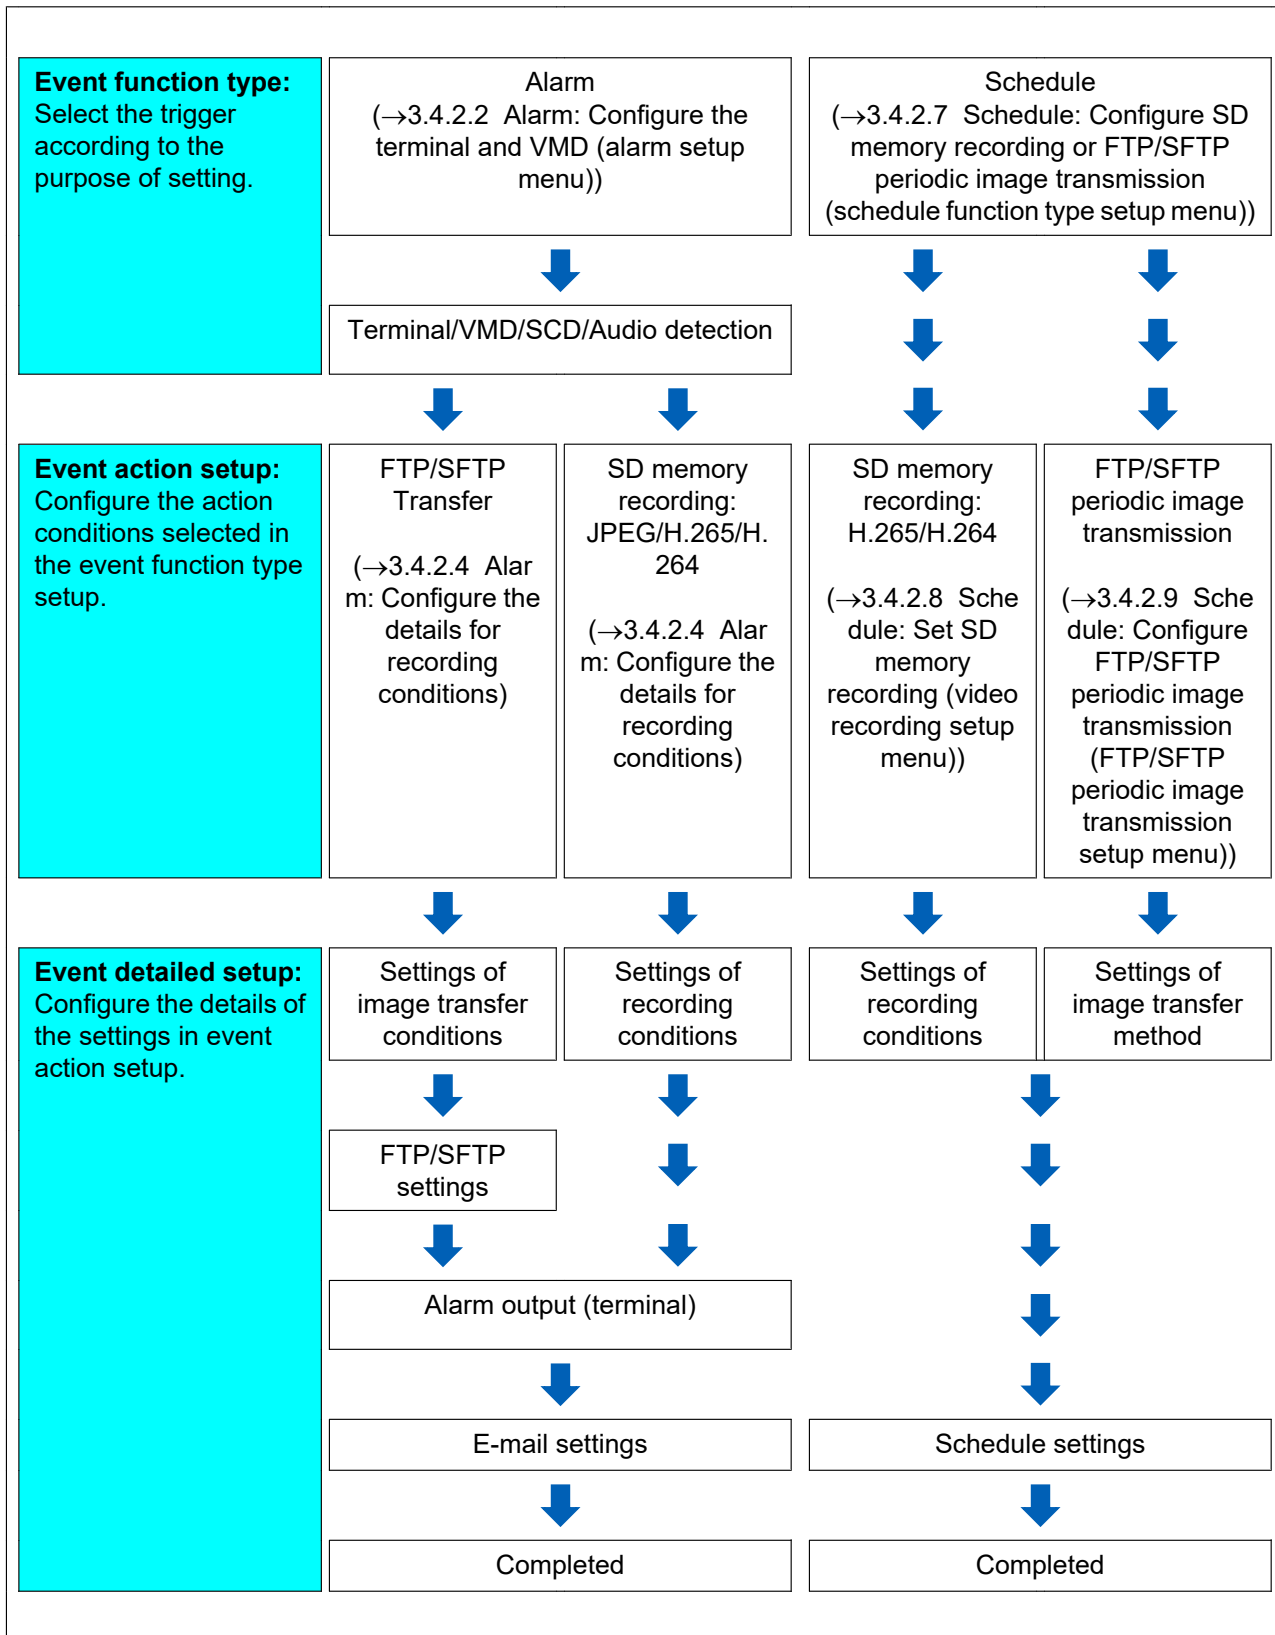 Event function type:
Select the trigger
according to the
purpose of setting.
Alarm
(→3.4.2.2 Alarm: Configure the
terminal and VMD (alarm setup
menu))
Schedule
(→3.4.2.7 Schedule: Configure SD
memory recording or FTP/SFTP
periodic image transmission
(schedule function type setup menu))
Terminal/VMD/SCD/Audio detection
Event action setup:
Configure the action
conditions selected in
the event function type
setup.
FTP/SFTP
Transfer
(→3.4.2.4 Alar
m: Configure the
details for
recording
conditions)
SD memory
recording:
JPEG/H.265/H.
264
(→3.4.2.4 Alar
m: Configure the
details for
recording
conditions)
SD memory
recording:
H.265/H.264
(→3.4.2.8 Sche
dule: Set SD
memory
recording (video
recording setup
menu))
FTP/SFTP
periodic image
transmission
(→3.4.2.9 Sche
dule: Configure
FTP/SFTP
periodic image
transmission
(FTP/SFTP
periodic image
transmission
setup menu))
Event detailed setup:
Configure the details of
the settings in event
action setup.
Settings of
image transfer
conditions
Settings of
recording
conditions
Settings of
recording
conditions
Settings of
image transfer
method
FTP/SFTP
settings
Alarm output (terminal)
E-mail settings
Schedule settings
Completed
Completed